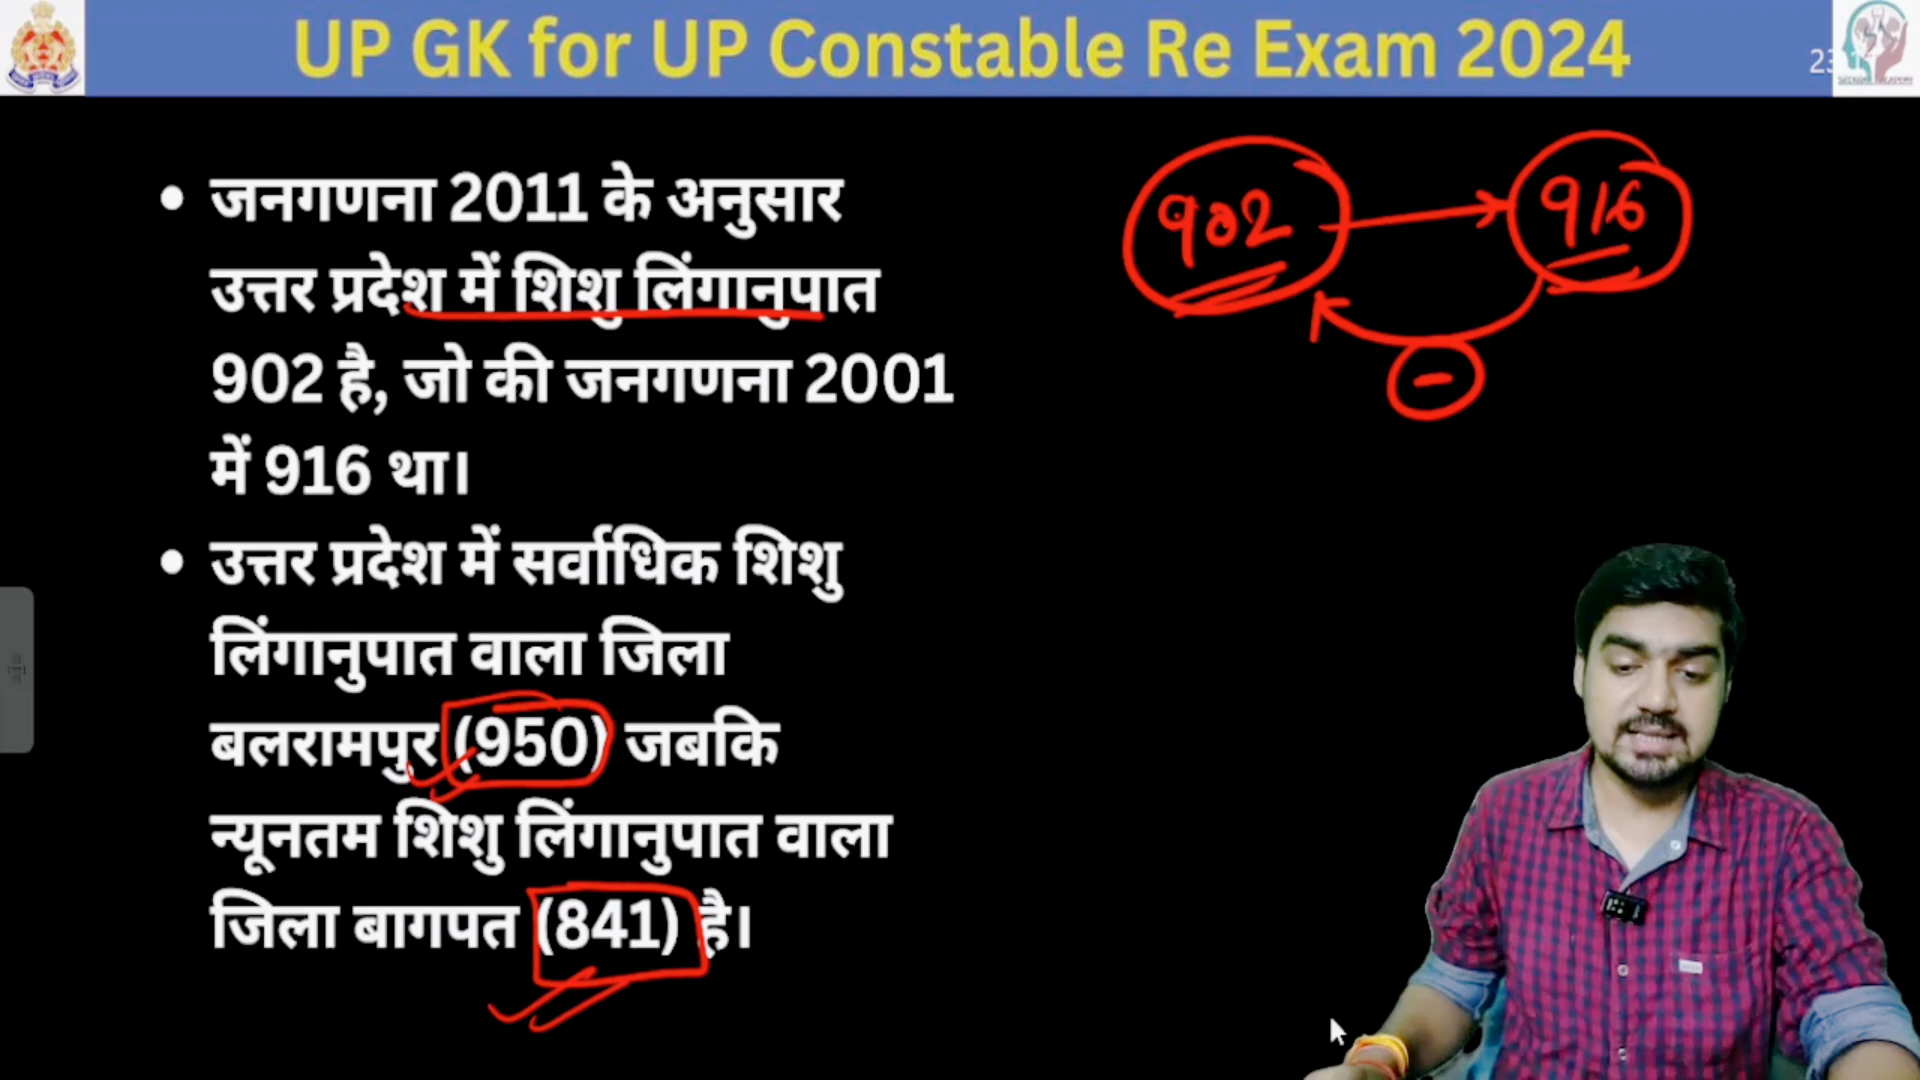 UP GK for UP Constable Re Exam 2024
23
• जनगणना 2011 के अनुसार
उत्तर प्रदेश में शिशु लिंगानुपात
902 है, जो की जनगणना 2001
में 916 था।
• उत्तर प्रदेश में सर्वाधिक शिशु
लिंगानुपात वाला जिला
बलरामपुर (950) जबकि
न्यूनतम शिशु लिंगानुपात वाला
जिला बागपत (841) है।
902 → 916
-